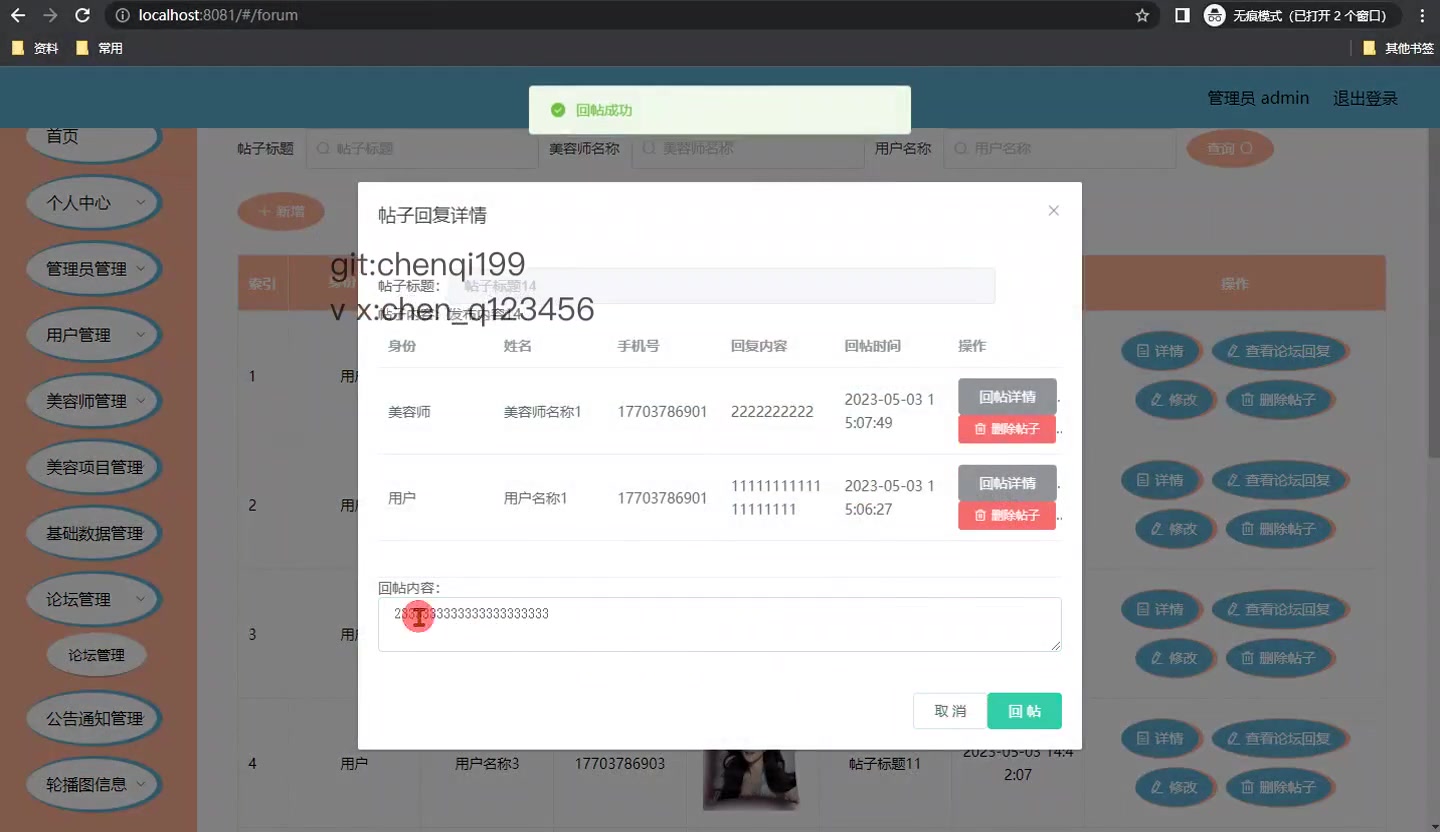 localhost:8081/#/forum
无痕模式（已打开 2 个窗口）
资料
常用
其他书签
管理员 admin
退出登录
回帖成功
首页
个人中心
管理员管理
用户管理
美容师管理
美容项目管理
基础数据管理
论坛管理
论坛管理
公告通知管理
轮播图信息
帖子标题
帖子标题
美容师名称
美容师名称
用户名称
用户名称
查询
+ 新增
索引
身份
操作
1
用户
详情
查看论坛回复
修改
删除帖子
2
用户
详情
查看论坛回复
修改
删除帖子
3
用户
详情
查看论坛回复
修改
删除帖子
4
用户
用户名称3
17703786903
帖子标题11
2023-05-03 14:4
2:07
详情
查看论坛回复
修改
删除帖子
帖子回复详情
git:chenqi199
v x:chen_q123456
帖子标题：
帖子标题14
帖子内容：发布内容14
身份 姓名 手机号 回复内容 回帖时间 操作
美容师 美容师名称1 17703786901 2222222222 2023-05-03 1
5:07:49
回帖详情
删除帖子
用户 用户名称1 17703786901 11111111111
11111111
2023-05-03 1
5:06:27
回帖详情
删除帖子
回帖内容：
取 消
回 帖